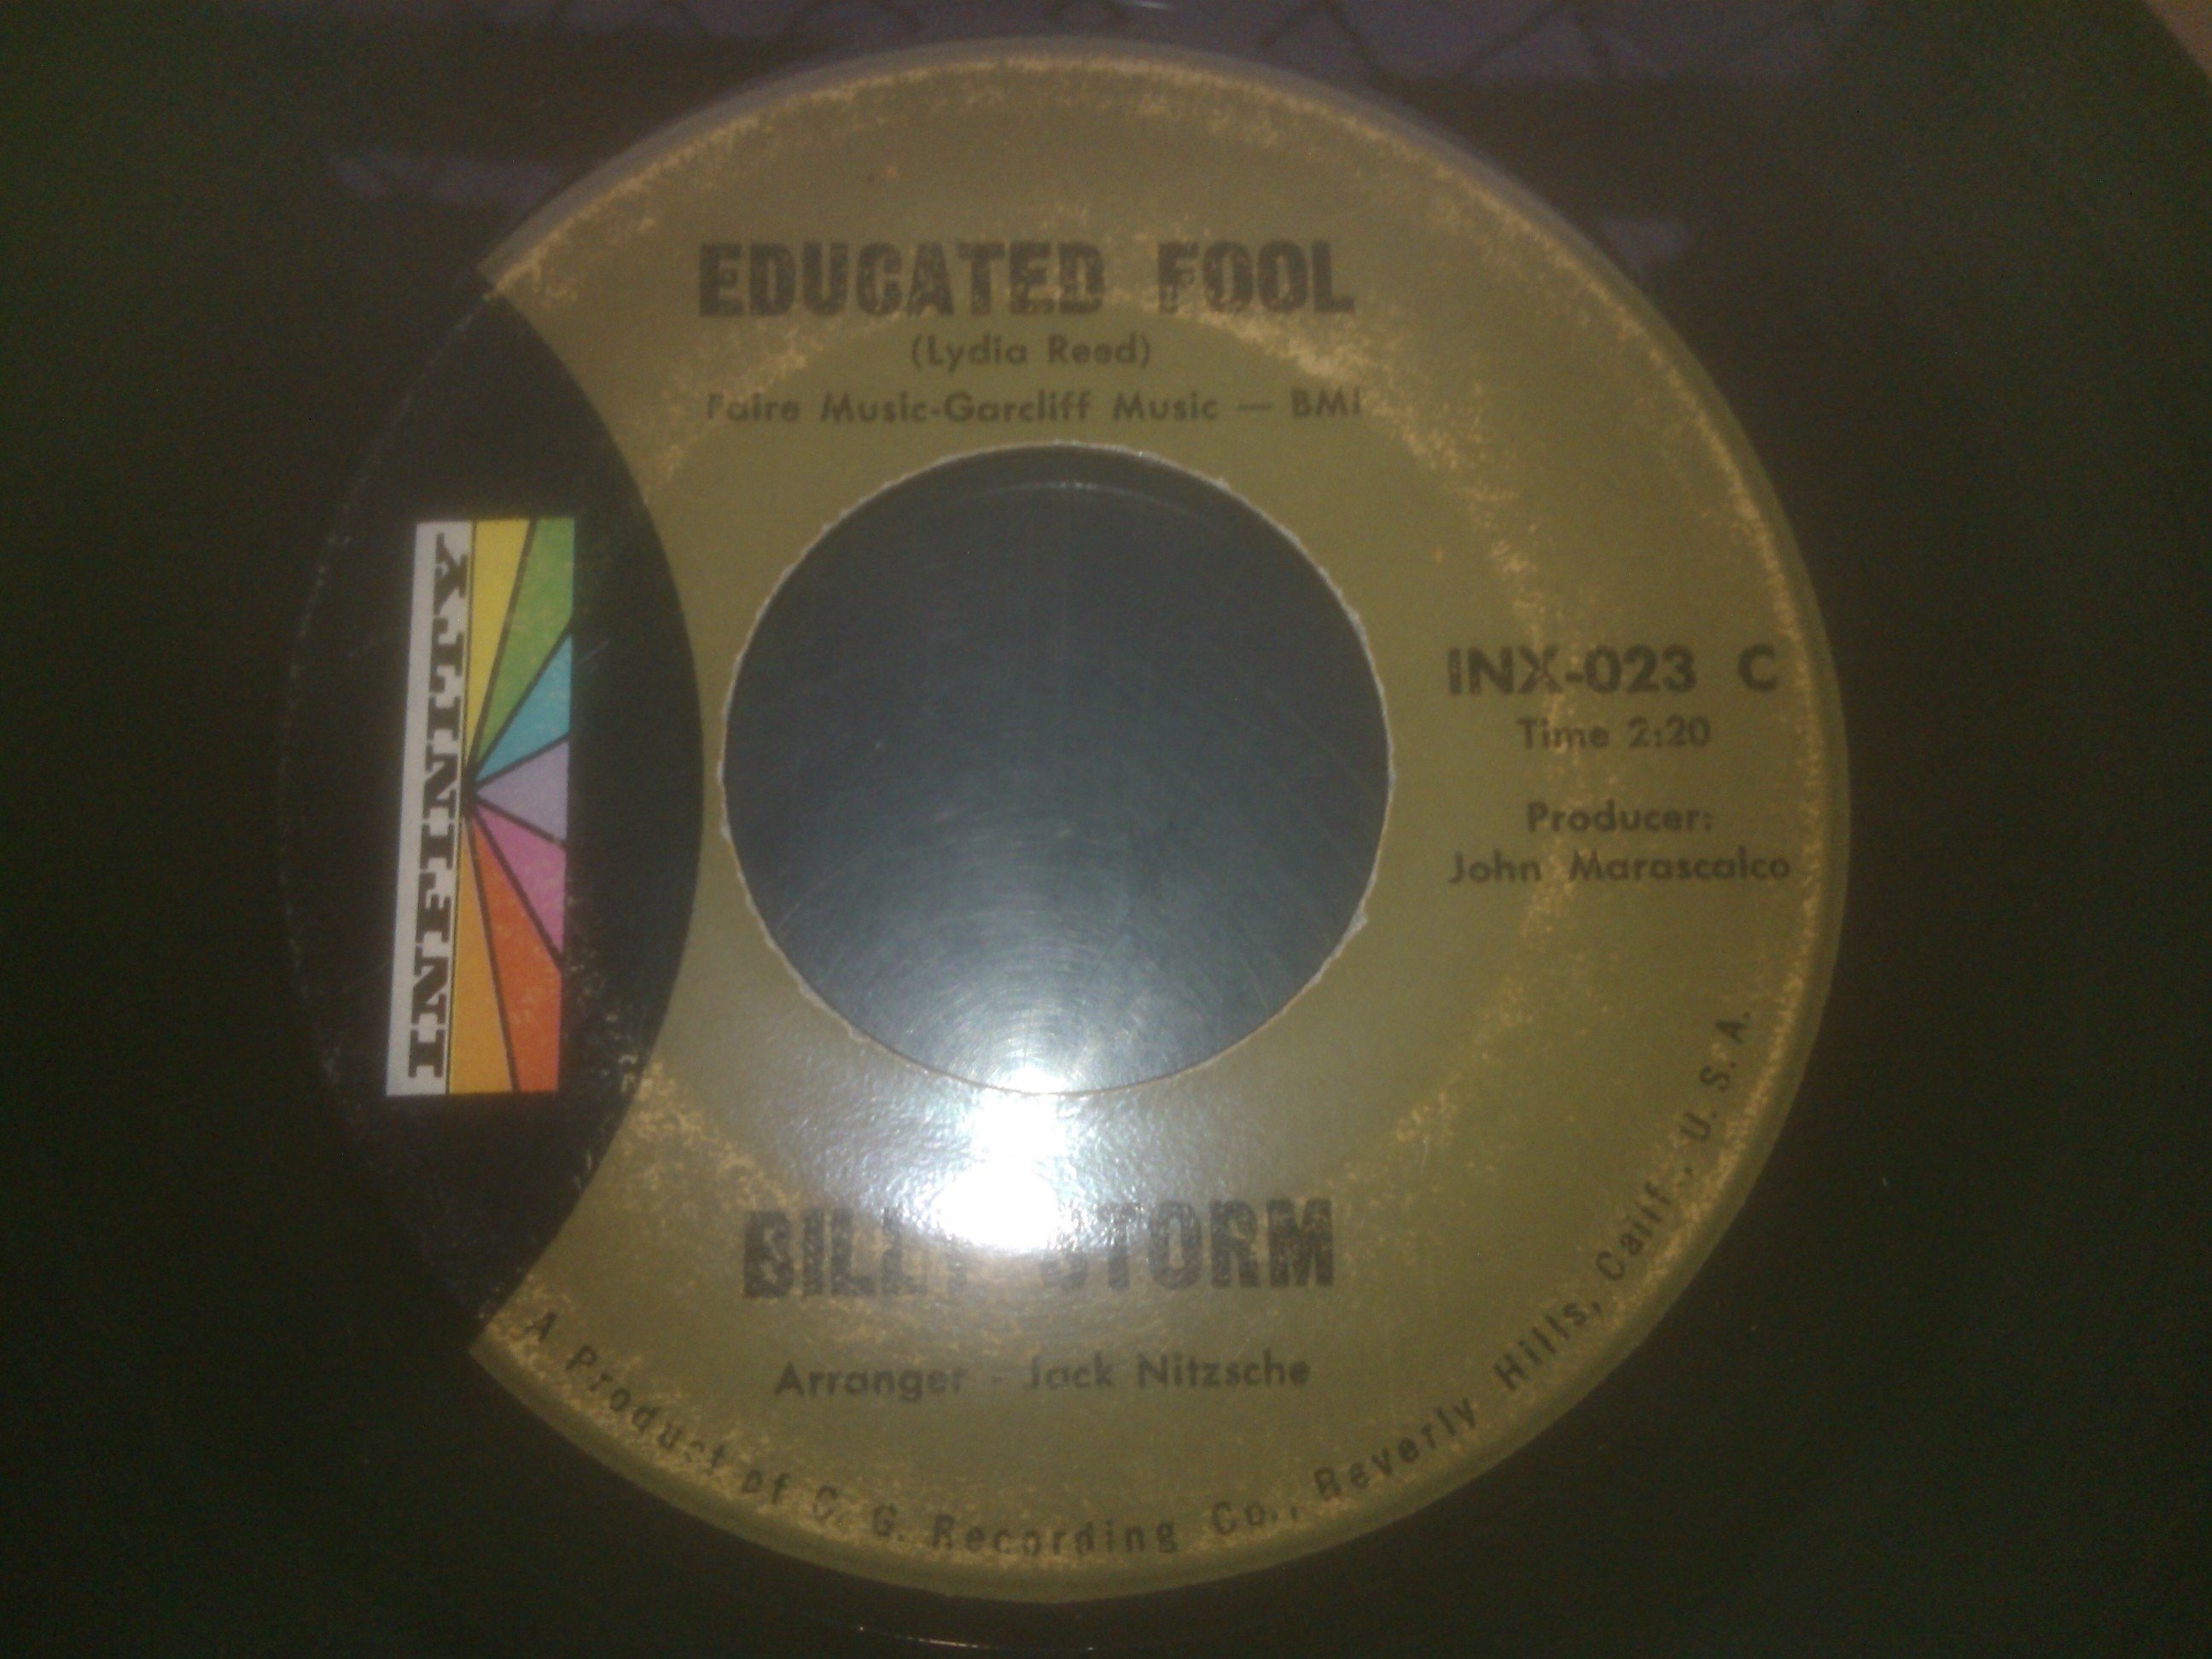 EDUCATED FOOL
(Lydia Reed)
Faire Music-Garcliff Music — BMI
INFINITY
INX-023 C
Time 2:20
Producer:
John Marascalco
BILLY STORM
Arranger - Jack Nitzsche
A Product of C. G. Recording Co., Beverly Hills, Calif., U. S. A.